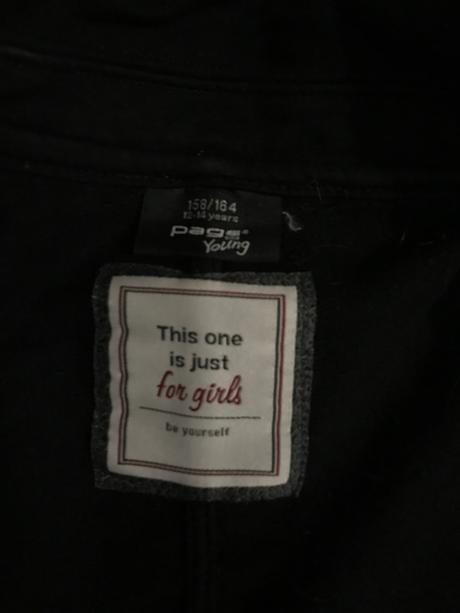 158/164
12-14 years
page
Young
This one
is just
for girls
be yourself